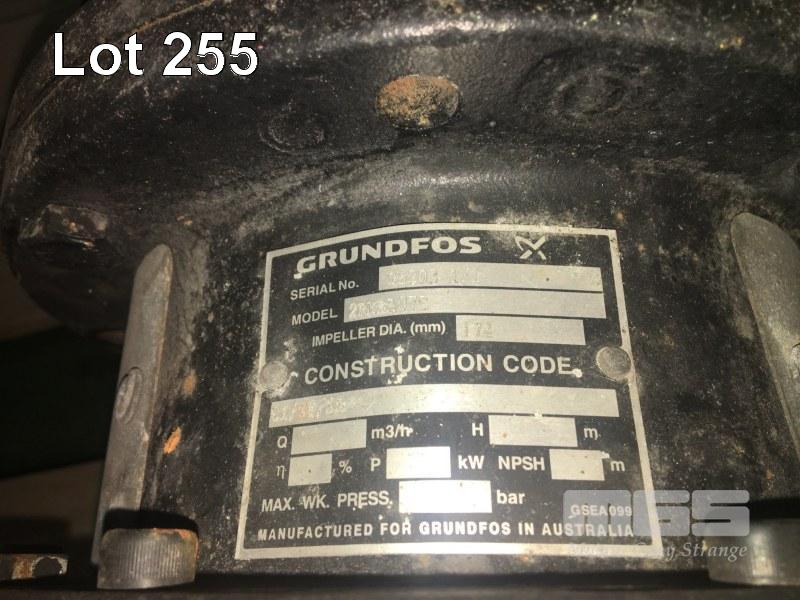 Lot 255
GRUNDFOS
SERIAL No.
MODEL
IMPELLER DIA. (mm)
CONSTRUCTION CODE
Q m3/h H m
η % P kW NPSH m
MAX. WK. PRESS. bar
GSEA099
MANUFACTURED FOR GRUNDFOS IN AUSTRALIA
Strange